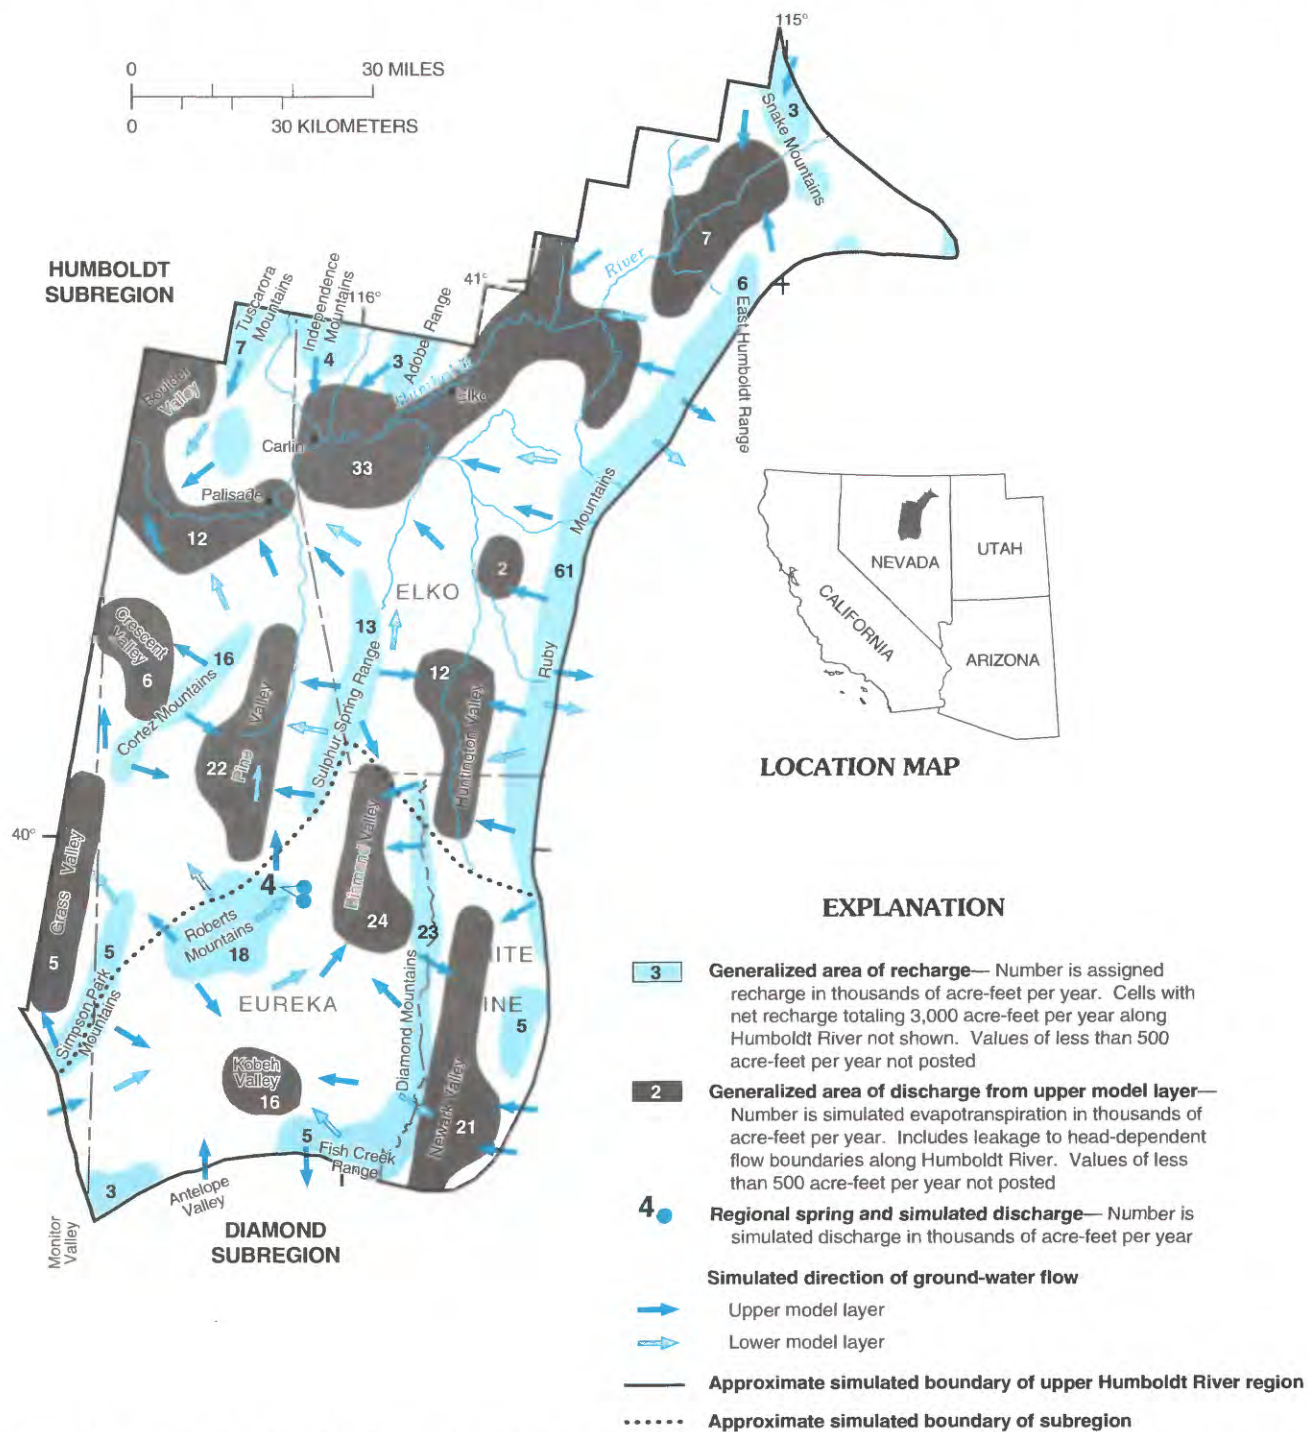 115°
0 30 MILES
0 30 KILOMETERS
3
Snake Mountains
7
River
HUMBOLDT
SUBREGION
41°
116°
6
East Humboldt Range
Tuscarora
Mountains
7
Independence
Mountains
4
Adobe Range
3
Humboldt
Elko
Boulder
Valley
Carlin
33
Palisade
12
Mountains
61
Ruby
2
ELKO
NEVADA
UTAH
CALIFORNIA
ARIZONA
LOCATION MAP
Crescent
Valley
6
16
Cortez Mountains
13
Sulphur Spring Range
12
Huntington Valley
22
Pine Valley
40°
Grass Valley
5
Diamond Valley
24
4
Roberts
Mountains
18
5
Simpson Park
Mountains
23
Diamond Mountains
ITE
INE
5
EUREKA
Kobeh
Valley
16
Newark Valley
21
5
Fish Creek
Range
3
Antelope
Valley
Monitor
Valley
DIAMOND
SUBREGION
EXPLANATION
3 Generalized area of recharge— Number is assigned
recharge in thousands of acre-feet per year. Cells with
net recharge totaling 3,000 acre-feet per year along
Humboldt River not shown. Values of less than 500
acre-feet per year not posted
2 Generalized area of discharge from upper model layer—
Number is simulated evapotranspiration in thousands of
acre-feet per year. Includes leakage to head-dependent
flow boundaries along Humboldt River. Values of less
than 500 acre-feet per year not posted
4 Regional spring and simulated discharge— Number is
simulated discharge in thousands of acre-feet per year
Simulated direction of ground-water flow
Upper model layer
Lower model layer
Approximate simulated boundary of upper Humboldt River region
Approximate simulated boundary of subregion